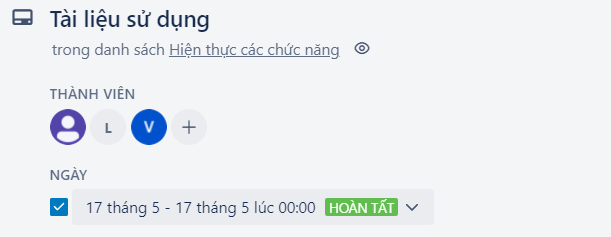 Tài liệu sử dụng
trong danh sách Hiện thực các chức năng
THÀNH VIÊN
L V
NGÀY
17 tháng 5 - 17 tháng 5 lúc 00:00 HOÀN TẤT